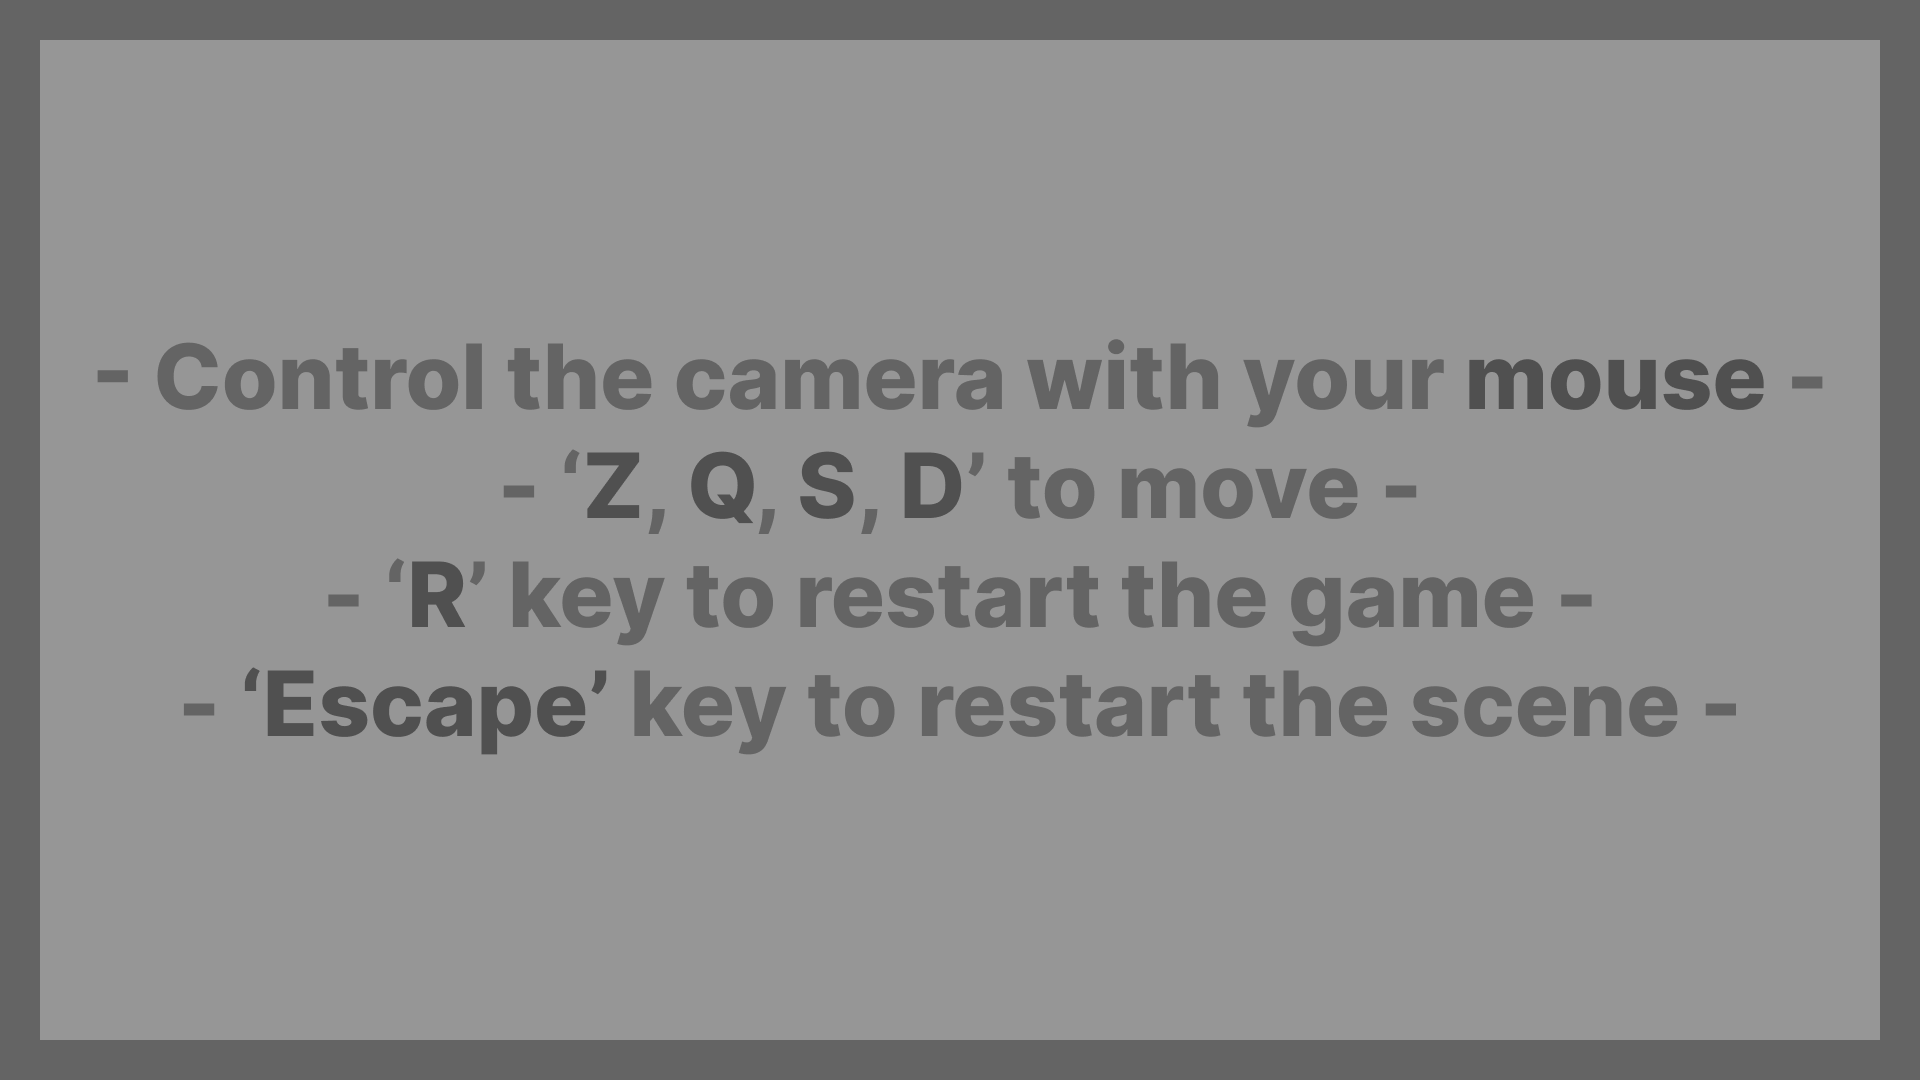 - Control the camera with your mouse -
- ‘Z, Q, S, D’ to move -
- ‘R’ key to restart the game -
- ‘Escape’ key to restart the scene -